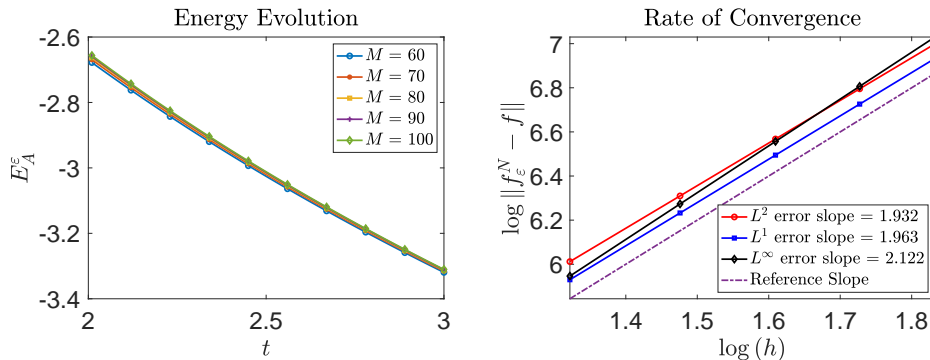 Energy Evolution
-2.6
-2.8
-3
-3.2
-3.4
2
2.5
3
t
E_A^ε
M = 60
M = 70
M = 80
M = 90
M = 100
Rate of Convergence
7
6.8
6.6
6.4
6.2
6
1.4
1.5
1.6
1.7
1.8
log (h)
log ||f_ε^N − f||
L² error slope = 1.932
L¹ error slope = 1.963
L^∞ error slope = 2.122
Reference Slope